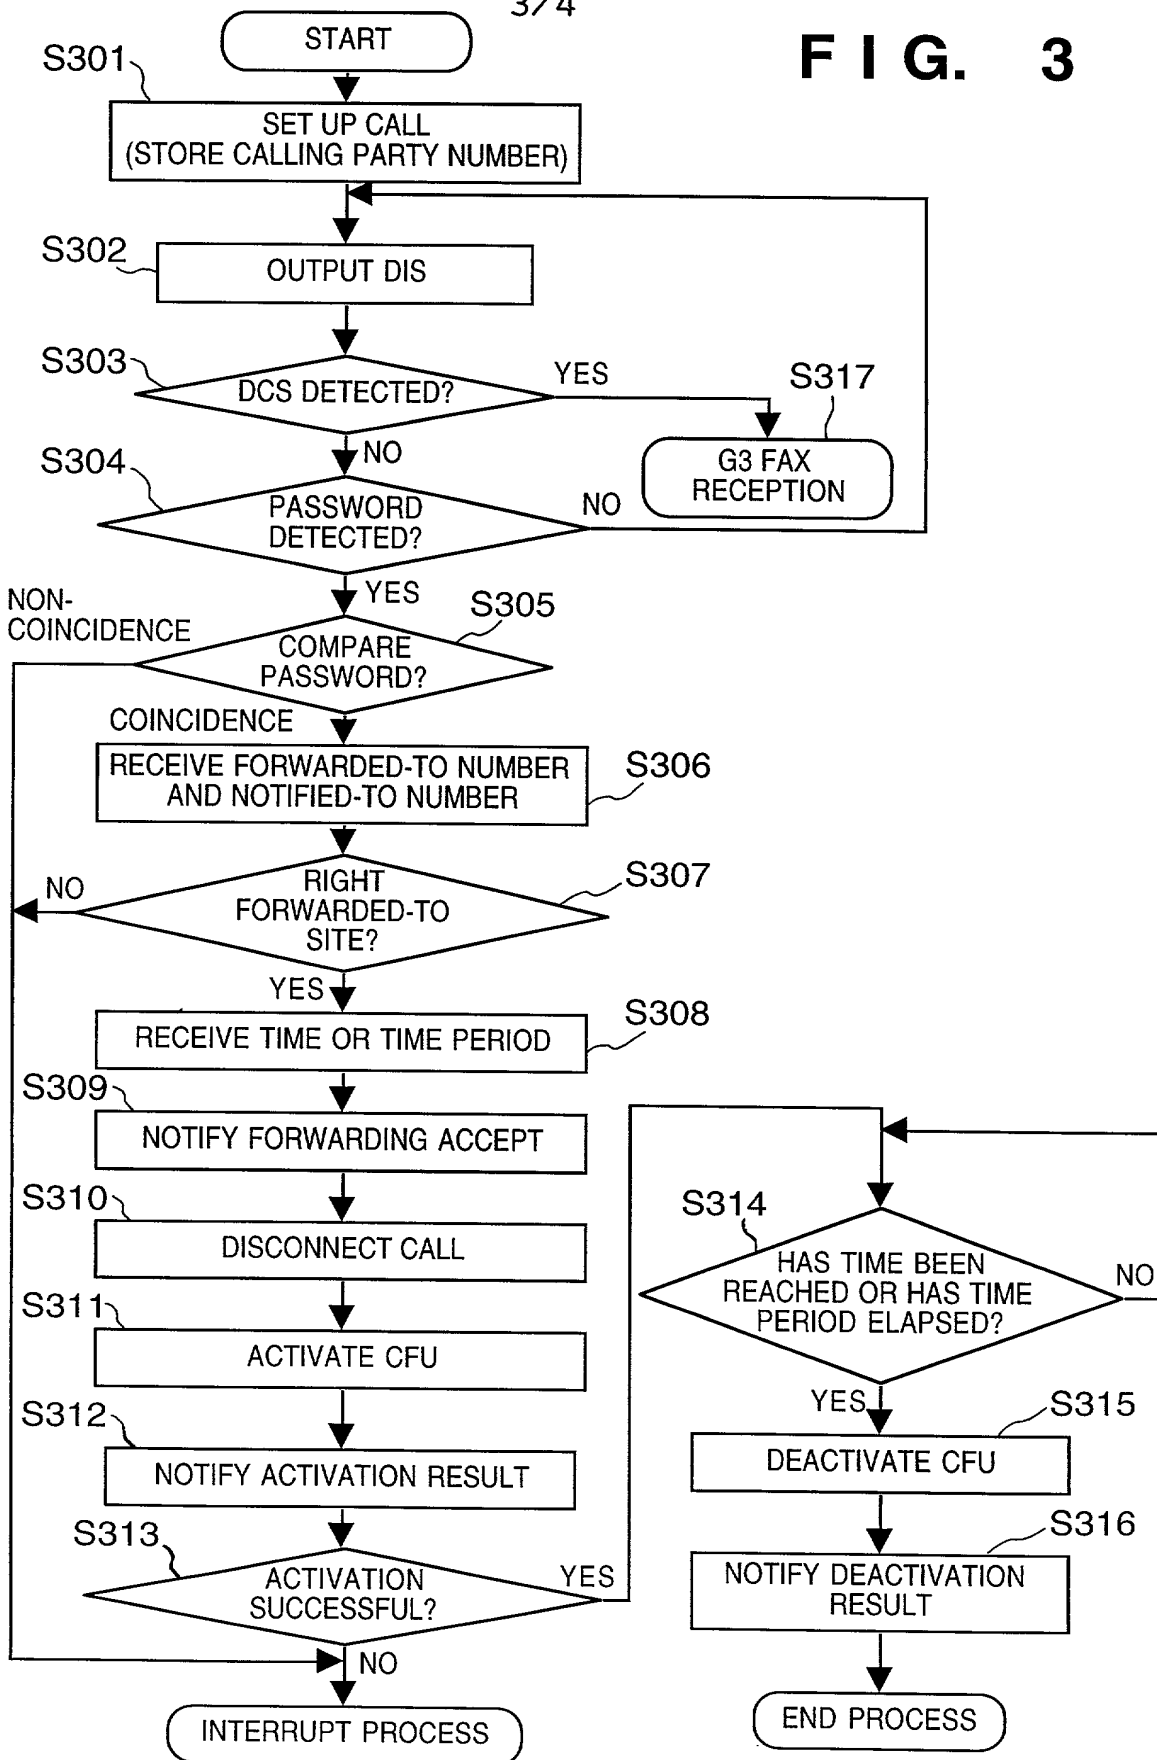 3/4
FIG. 3
START
S301
SET UP CALL
(STORE CALLING PARTY NUMBER)
S302
OUTPUT DIS
S303
DCS DETECTED?
YES
S317
G3 FAX
RECEPTION
NO
S304
PASSWORD
DETECTED?
NO
YES
NON-
COINCIDENCE
S305
COMPARE
PASSWORD?
COINCIDENCE
RECEIVE FORWARDED-TO NUMBER
AND NOTIFIED-TO NUMBER
S306
NO
RIGHT
FORWARDED-TO
SITE?
S307
YES
RECEIVE TIME OR TIME PERIOD
S308
S309
NOTIFY FORWARDING ACCEPT
S310
DISCONNECT CALL
S311
ACTIVATE CFU
S312
NOTIFY ACTIVATION RESULT
S313
ACTIVATION
SUCCESSFUL?
YES
NO
INTERRUPT PROCESS
S314
HAS TIME BEEN
REACHED OR HAS TIME
PERIOD ELAPSED?
NO
YES
S315
DEACTIVATE CFU
S316
NOTIFY DEACTIVATION
RESULT
END PROCESS